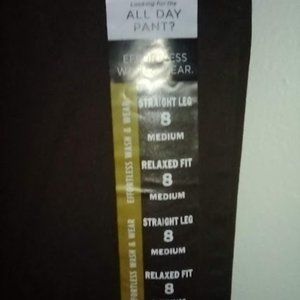 Looking for the
ALL DAY
PANT?
EFFORTLESS
WEAR.
EFFORTLESS WASH & WEAR
STRAIGHT LEG
8
MEDIUM
RELAXED FIT
8
MEDIUM
EFFORTLESS WASH & WEAR
STRAIGHT LEG
8
MEDIUM
RELAXED FIT
8